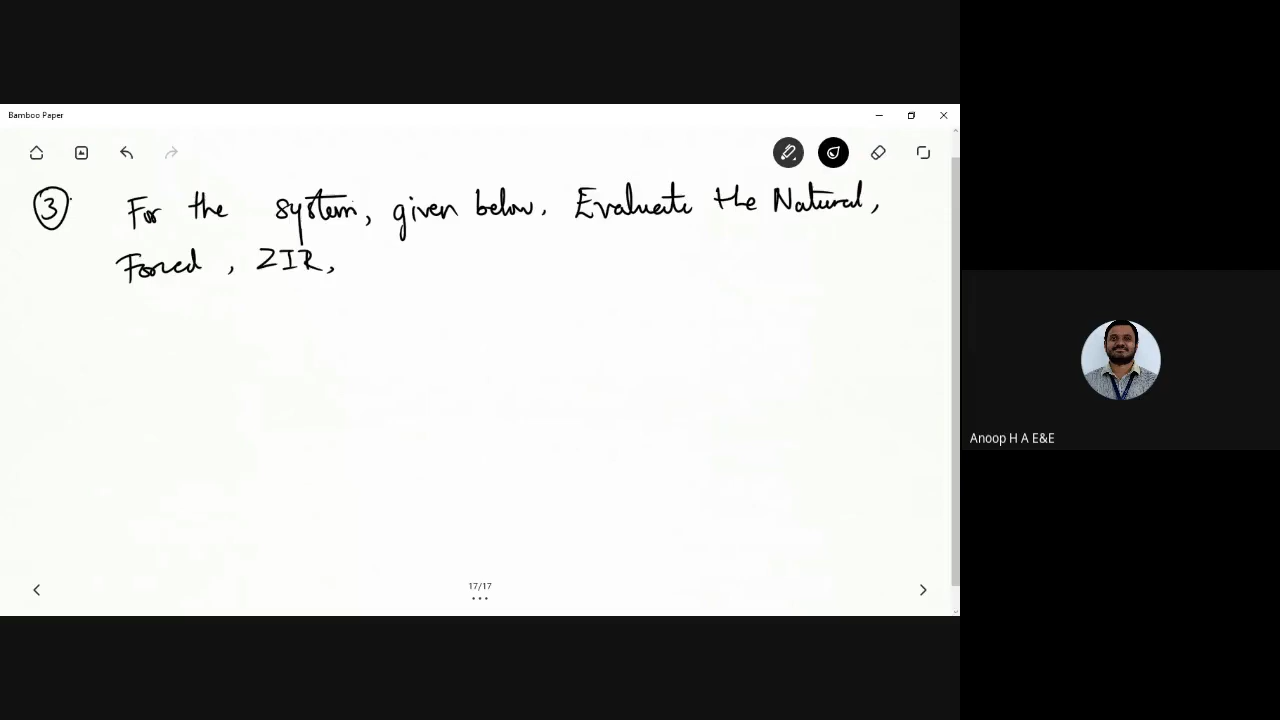 Bamboo Paper
3 For the system, given below. Evaluate the Natural,
Forced, ZIR,
17/17
Anoop H A E&E